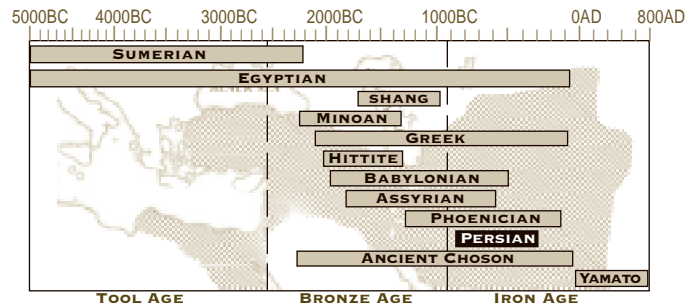 5000BC 4000BC 3000BC 2000BC 1000BC 0AD 800AD
SUMERIAN
EGYPTIAN
SHANG
MINOAN
GREEK
HITTITE
BABYLONIAN
ASSYRIAN
PHOENICIAN
PERSIAN
ANCIENT CHOSON
YAMATO
TOOL AGE BRONZE AGE IRON AGE